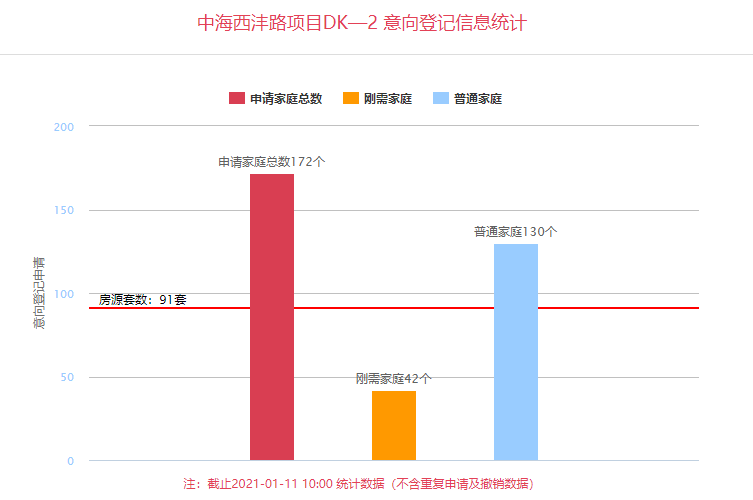 中海西沣路项目DK—2 意向登记信息统计
申请家庭总数 刚需家庭 普通家庭
200
申请家庭总数172个
150
普通家庭130个
意向登记申请
100
房源套数：91套
50
刚需家庭42个
0
注：截止2021-01-11 10:00 统计数据（不含重复申请及撤销数据）